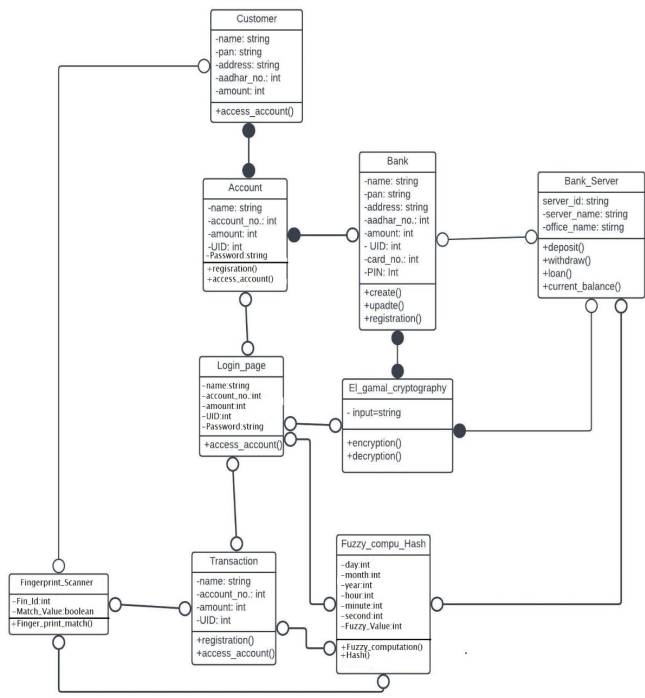 Customer
-name: string
-pan: string
-address: string
-aadhar_no.: int
-amount: int
+access_account()
Account
-name: string
-account_no.: int
-amount: int
-UID: int
-Password:string
+regisration()
+access_account()
Bank
-name: string
-pan: string
-address: string
-aadhar_no.: int
-amount: int
- UID: int
-card_no.: int
-PIN: Int
+create()
+upadte()
+registration()
Bank_Server
server_id: string
-server_name: string
-office_name: stirng
+deposit()
+withdraw()
+loan()
+current_balance()
Login_page
-name:string
-account_no.:int
-amount:int
-UID:int
-Password:string
+access_account()
El_gamal_cryptography
- input=string
+encryption()
+decryption()
Fingerprint_Scanner
-Fin_Id:int
-Match_Value:boolean
+Finger_print_match()
Transaction
-name: string
-account_no.: int
-amount: int
-UID: int
+registration()
+access_account()
Fuzzy_compu_Hash
-day:int
-month:int
-year:int
-hour:int
-minute:int
-second:int
-Fuzzy_Value:int
+Fuzzy_computation()
+Hash()